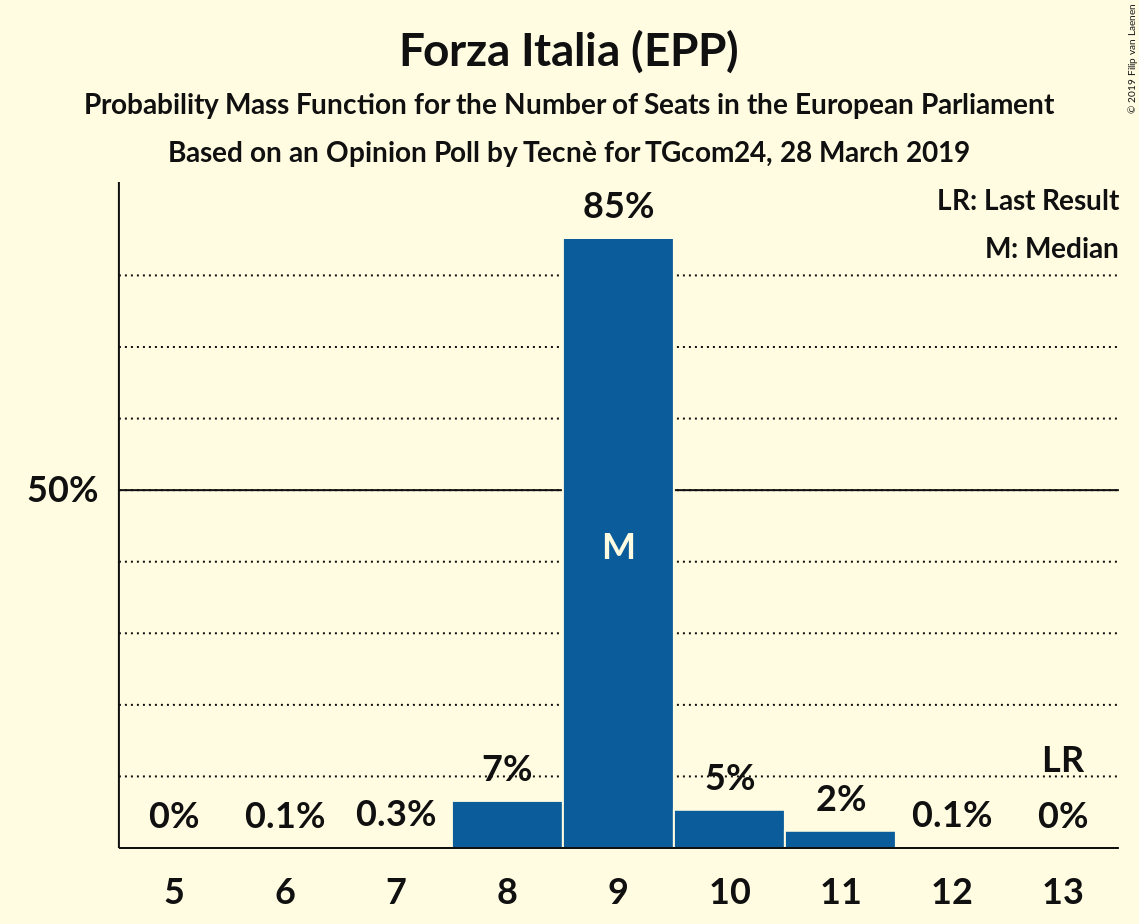 Forza Italia (EPP)
Probability Mass Function for the Number of Seats in the European Parliament
Based on an Opinion Poll by Tecnè for TGcom24, 28 March 2019
© 2019 Filip van Laenen
LR: Last Result
M: Median
85%
50%
M
LR
7%
5%
2%
0%
0.1%
0.3%
0.1%
0%
5 6 7 8 9 10 11 12 13